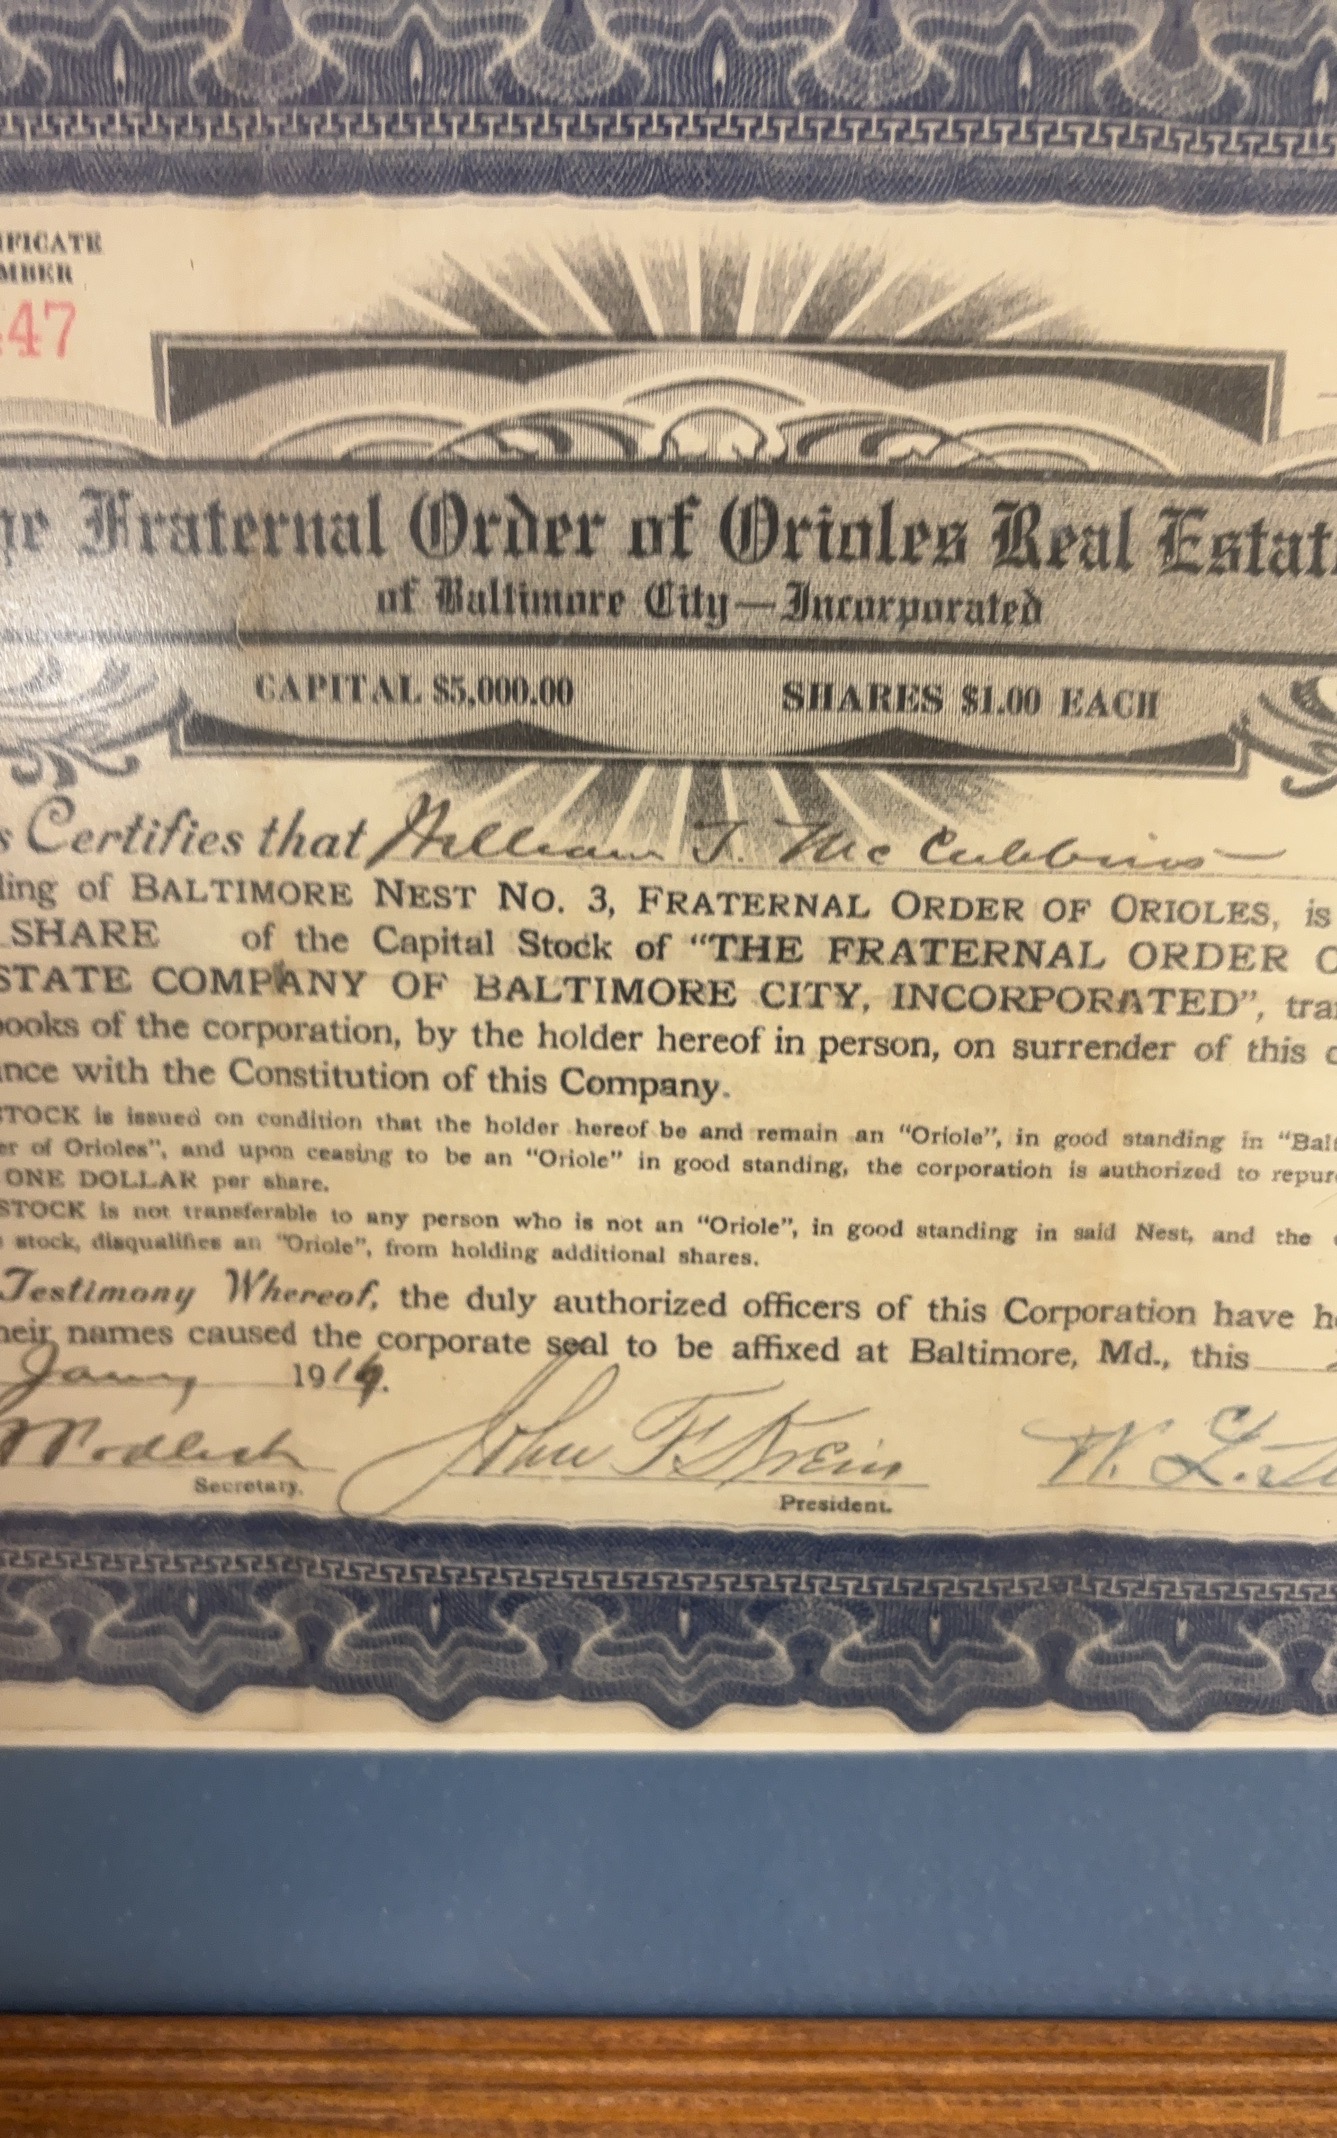 IFICATE
MBER
47
Fraternal Order of Orioles Real Estat
of Baltimore City—Incorporated
CAPITAL $5,000.00 SHARES $1.00 EACH
s Certifies that William T. McCubbins
ding of BALTIMORE NEST NO. 3, FRATERNAL ORDER OF ORIOLES, is
SHARE of the Capital Stock of “THE FRATERNAL ORDER O
STATE COMPANY OF BALTIMORE CITY, INCORPORATED”, tra
ooks of the corporation, by the holder hereof in person, on surrender of this c
nce with the Constitution of this Company.
STOCK is issued on condition that the holder hereof be and remain an “Oriole”, in good standing in “Balt
er of Orioles”, and upon ceasing to be an “Oriole” in good standing, the corporation is authorized to repur
ONE DOLLAR per share.
STOCK is not transferable to any person who is not an “Oriole”, in good standing in said Nest, and the
stock, disqualifies an “Oriole”, from holding additional shares.
Testimony Whereof, the duly authorized officers of this Corporation have h
heir names caused the corporate seal to be affixed at Baltimore, Md., this
Jany 191
John F. Krein W. L.
Secretary. President.